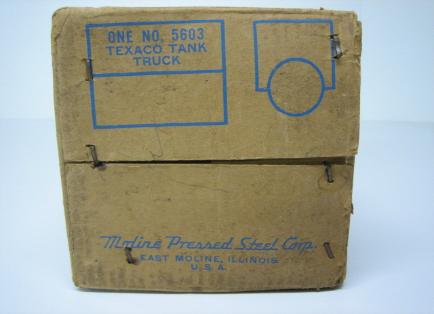 ONE NO. 5603
TEXACO TANK
TRUCK
Moline Pressed Steel Corp.
EAST MOLINE, ILLINOIS
U.S.A.